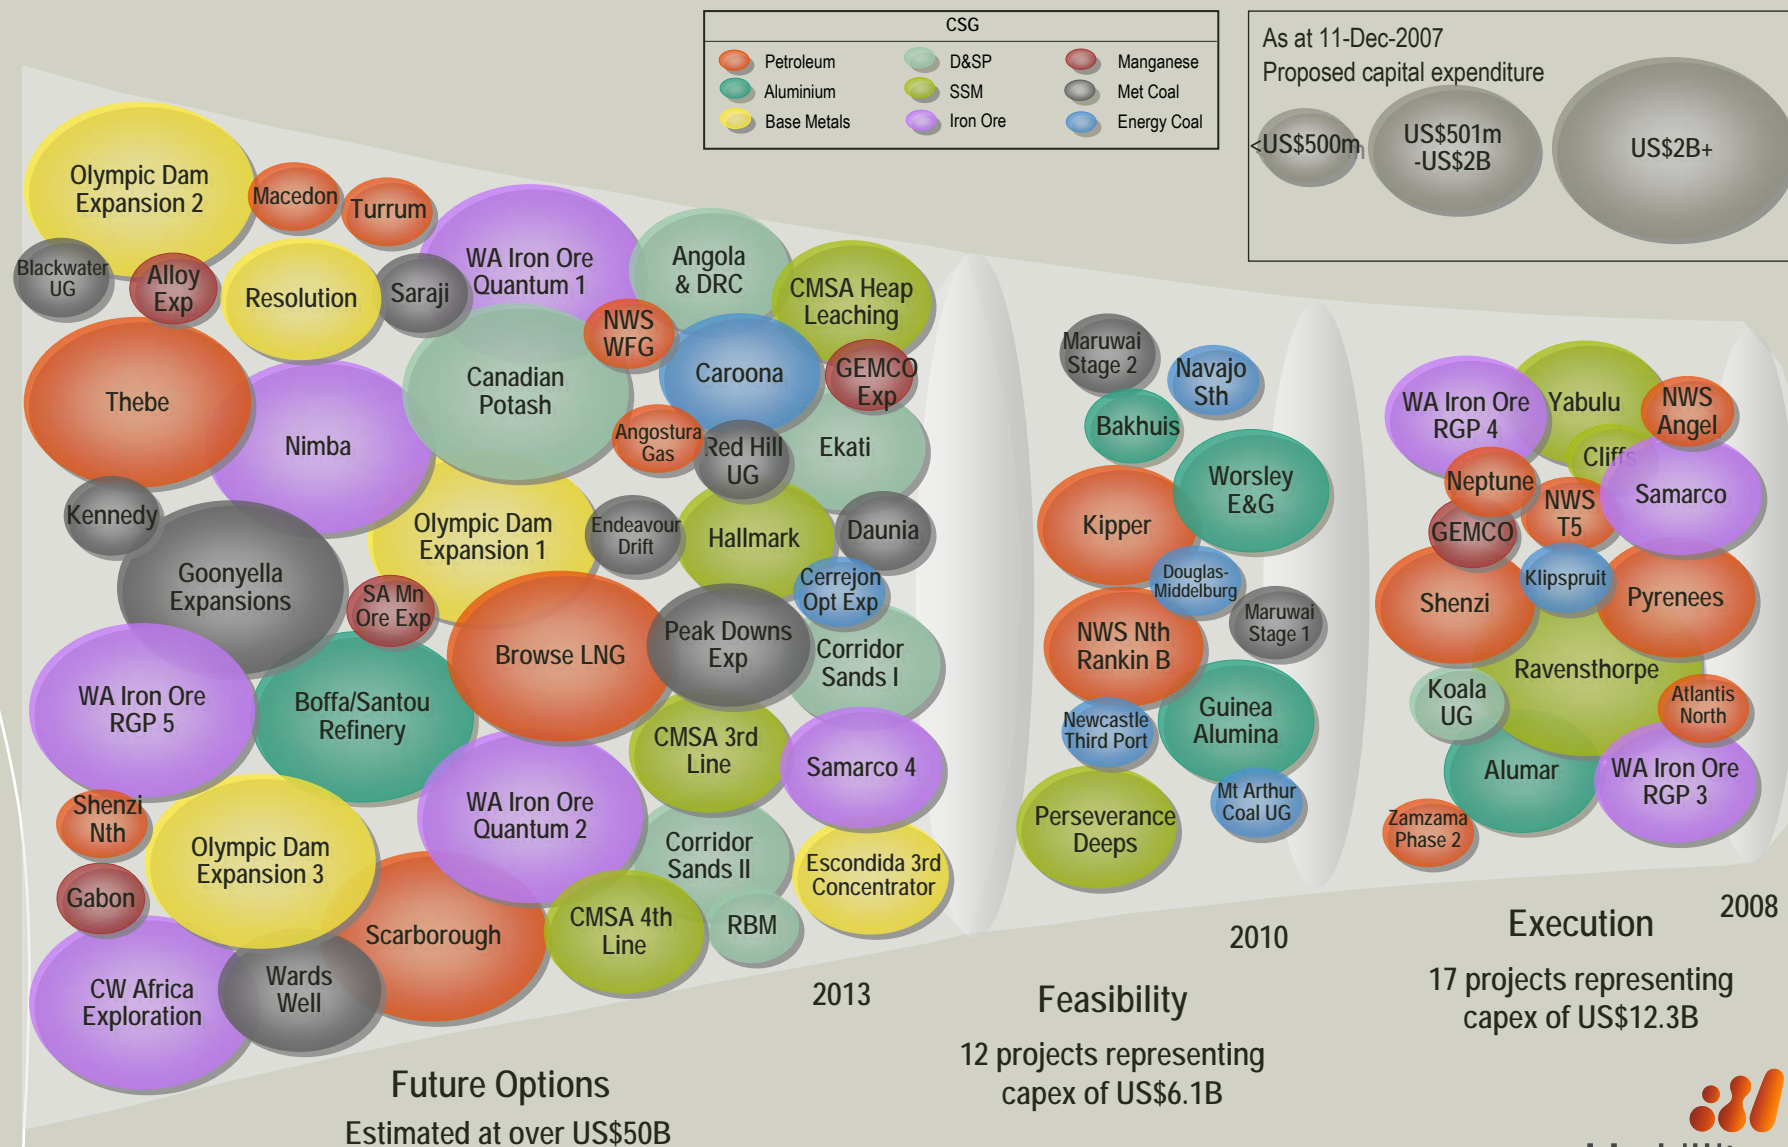 CSG
Petroleum
D&SP
Manganese
Aluminium
SSM
Met Coal
Base Metals
Iron Ore
Energy Coal
As at 11-Dec-2007
Proposed capital expenditure
<US$500m
US$501m
-US$2B
US$2B+
Olympic Dam
Expansion 2
Macedon
Turrum
Blackwater
UG
Alloy
Exp
Resolution
Saraji
WA Iron Ore
Quantum 1
Angola
& DRC
CMSA Heap
Leaching
NWS
WFG
Thebe
Nimba
Canadian
Potash
Caroona
GEMCO
Exp
Angostura
Gas
Red Hill
UG
Ekati
Kennedy
Goonyella
Expansions
Olympic Dam
Expansion 1
Endeavour
Drift
Hallmark
Daunia
SA Mn
Ore Exp
Cerrejon
Opt Exp
Browse LNG
Peak Downs
Exp
Corridor
Sands I
WA Iron Ore
RGP 5
Boffa/Santou
Refinery
CMSA 3rd
Line
Samarco 4
Shenzi
Nth
WA Iron Ore
Quantum 2
Olympic Dam
Expansion 3
Corridor
Sands II
Escondida 3rd
Concentrator
Gabon
Scarborough
CMSA 4th
Line
RBM
CW Africa
Exploration
Wards
Well
2013
Future Options
Estimated at over US$50B
Maruwai
Stage 2
Navajo
Sth
Bakhuis
Worsley
E&G
Kipper
Douglas-
Middelburg
Maruwai
Stage 1
NWS Nth
Rankin B
Newcastle
Third Port
Guinea
Alumina
Perseverance
Deeps
Mt Arthur
Coal UG
2010
Feasibility
12 projects representing
capex of US$6.1B
WA Iron Ore
RGP 4
Yabulu
NWS
Angel
Cliffs
Neptune
NWS
T5
Samarco
GEMCO
Shenzi
Klipspruit
Pyrenees
Ravensthorpe
Koala
UG
Atlantis
North
Alumar
WA Iron Ore
RGP 3
Zamzama
Phase 2
2008
Execution
17 projects representing
capex of US$12.3B